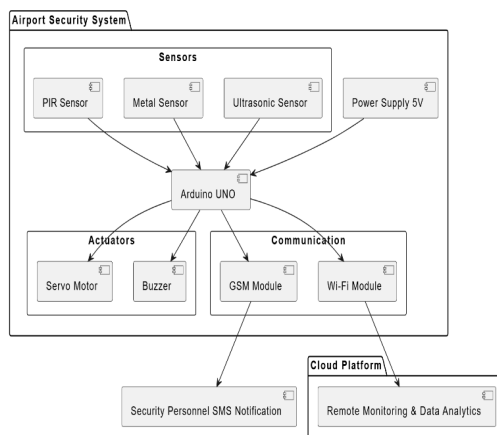 Airport Security System
Sensors
PIR Sensor
Metal Sensor
Ultrasonic Sensor
Power Supply 5V
Arduino UNO
Actuators
Communication
Servo Motor
Buzzer
GSM Module
Wi-Fi Module
Cloud Platform
Security Personnel SMS Notification
Remote Monitoring & Data Analytics